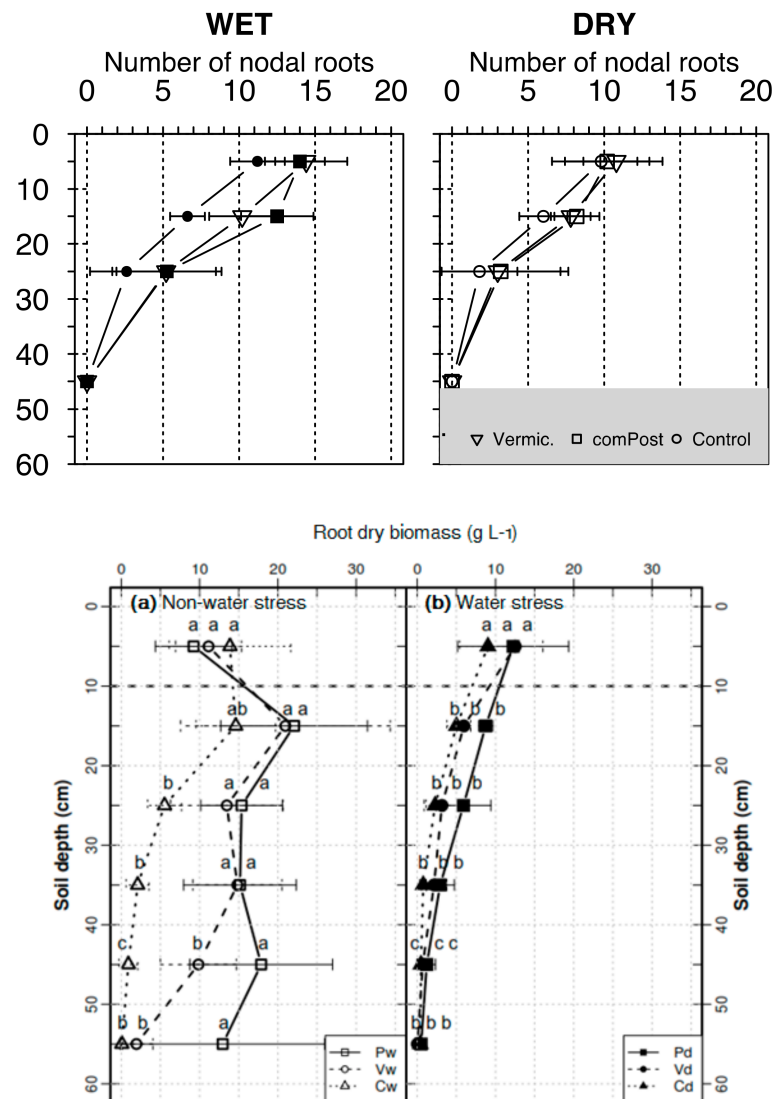 WET DRY
Number of nodal roots Number of nodal roots
0 5 10 15 20 0 5 10 15 20
0
10
20
30
40
50
60
Vermic. comPost Control
Root dry biomass (g L-1)
0 10 20 30 0 10 20 30
(a) Non-water stress (b) Water stress
0 0
a a a a a a
10 10
ab a a b b b
20 20
b a a b b b
30 30
b a a b b b
40 40
c b a c c c
50 50
b b a b b b
60 60
Soil depth (cm) Soil depth (cm)
Pw Pd
Vw Vd
Cw Cd